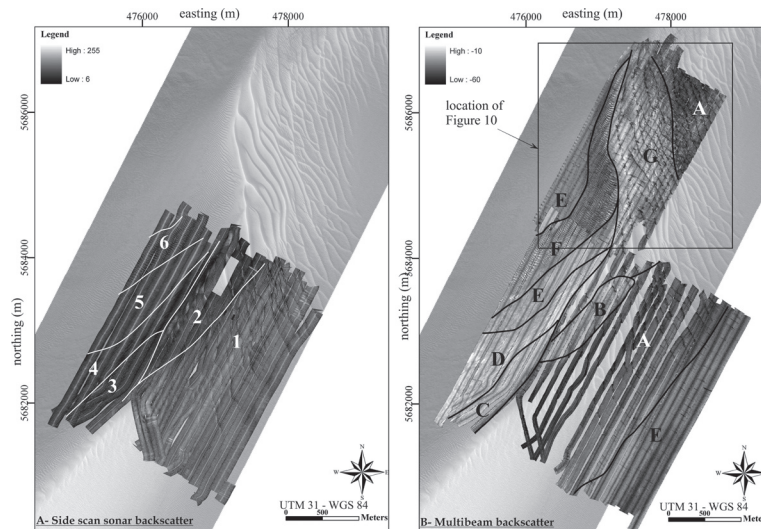 easting (m)
476000
478000
Legend
High : 255
Low : 6
5686000
5684000
5682000
northing (m)
6
5
4
3
2
1
N
W
E
S
UTM 31 - WGS 84
500
Meters
A- Side scan sonar backscatter
easting (m)
476000
478000
Legend
High : -10
Low : -60
location of
Figure 10
5686000
5684000
5682000
northing (m)
A
G
E
F
E
B
D
A
C
E
N
W
E
S
UTM 31 - WGS 84
500
Meters
B- Multibeam backscatter